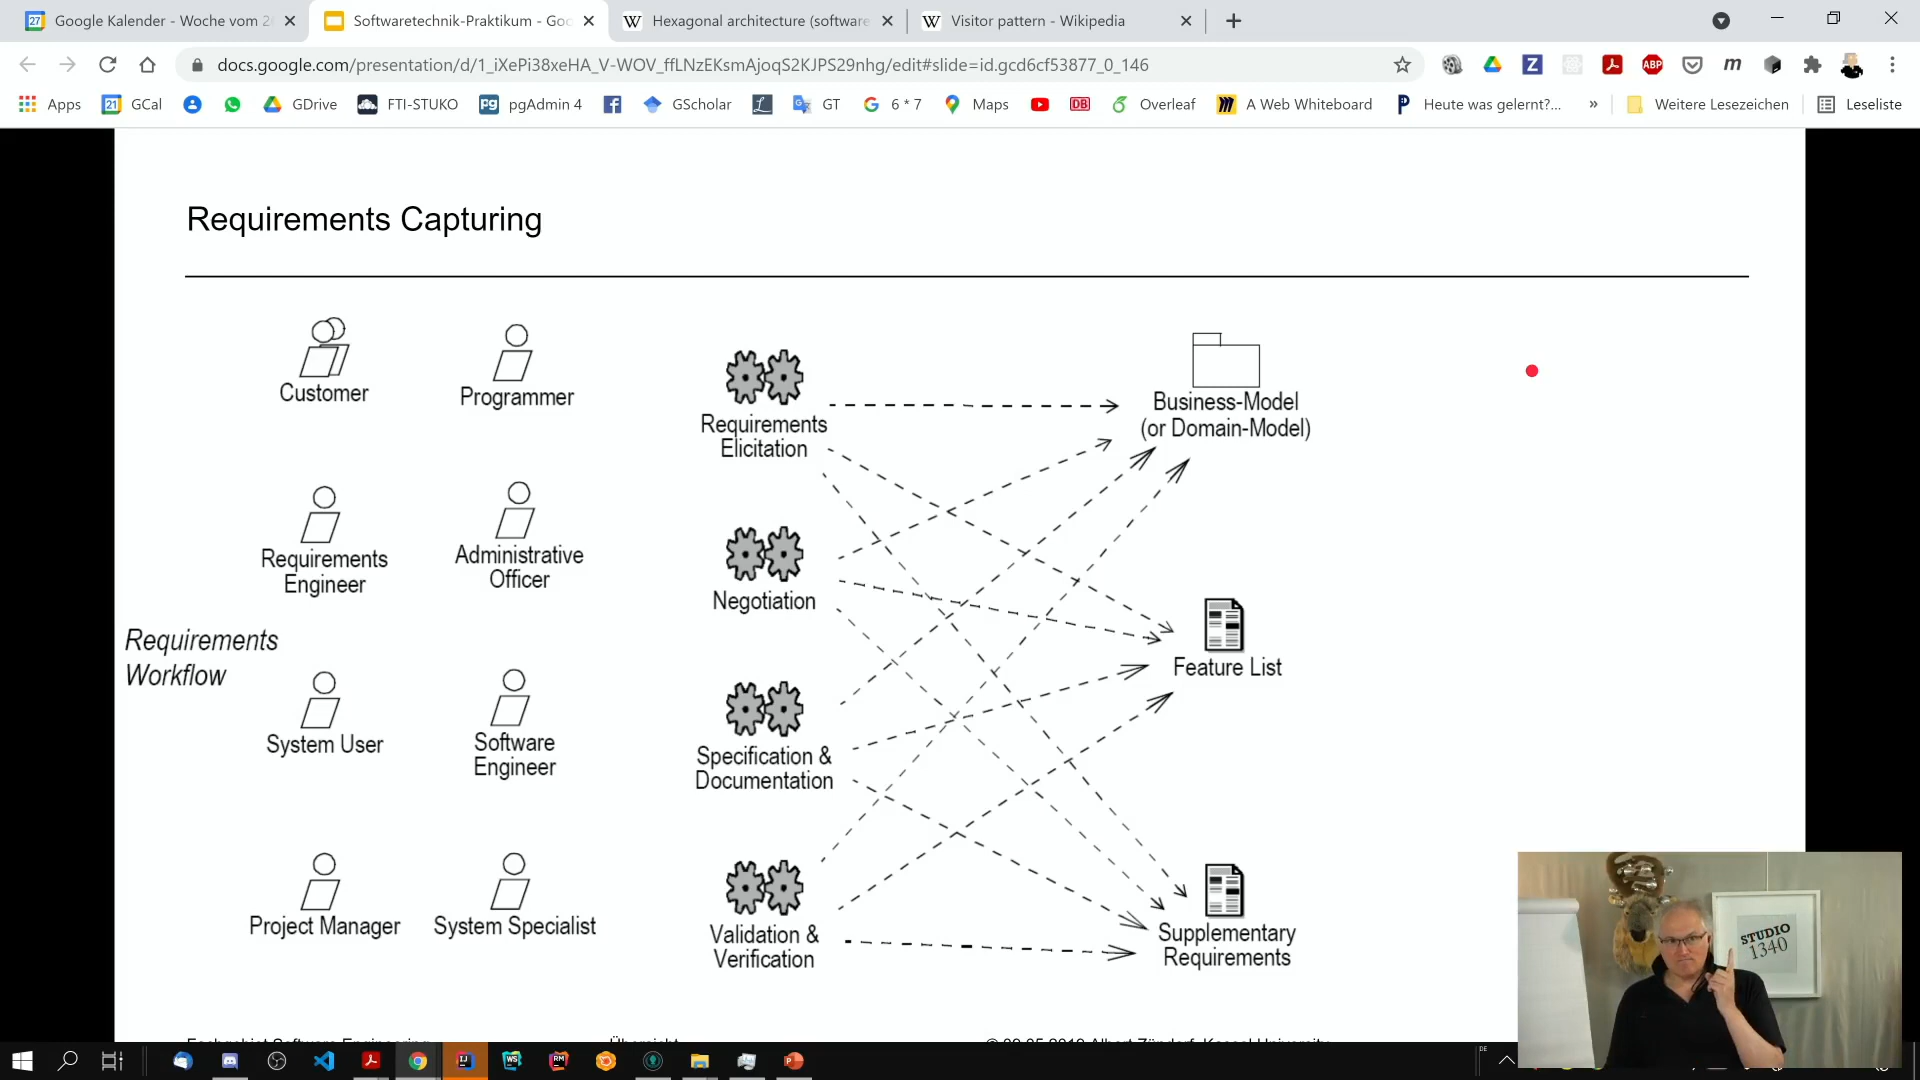 Google Kalender - Woche vom 2
Softwaretechnik-Praktikum - Goo
Hexagonal architecture (software
Visitor pattern - Wikipedia
docs.google.com/presentation/d/1_iXePi38xeHA_V-WOV_ffLNzEKsmAjoqS2KJPS29nhg/edit#slide=id.gcd6cf53877_0_146
Apps
GCal
GDrive
FTI-STUKO
pgAdmin 4
GScholar
GT
6 * 7
Maps
Overleaf
A Web Whiteboard
Heute was gelernt?...
»
Weitere Lesezeichen
Leseliste
Requirements Capturing
Customer
Programmer
Requirements
Engineer
Administrative
Officer
Requirements
Workflow
System User
Software
Engineer
Project Manager
System Specialist
Requirements
Elicitation
Negotiation
Specification &
Documentation
Validation &
Verification
Business-Model
(or Domain-Model)
Feature List
Supplementary
Requirements
STUDIO
1340
DE